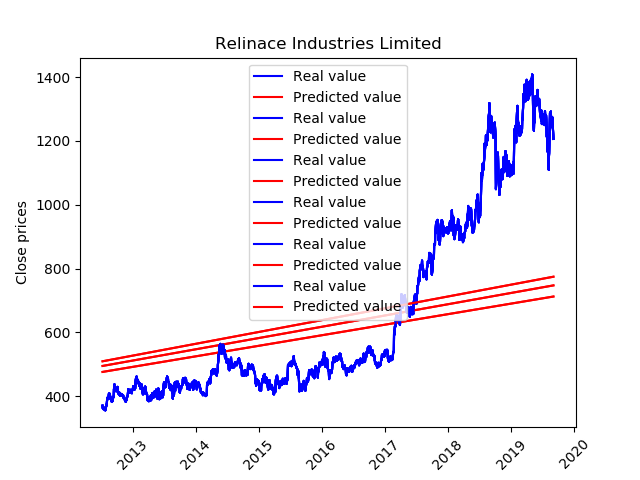 Relinace Industries Limited
Real value
Predicted value
Real value
Predicted value
Real value
Predicted value
Real value
Predicted value
Real value
Predicted value
Real value
Predicted value
Close prices
1400
1200
1000
800
600
400
2013
2014
2015
2016
2017
2018
2019
2020